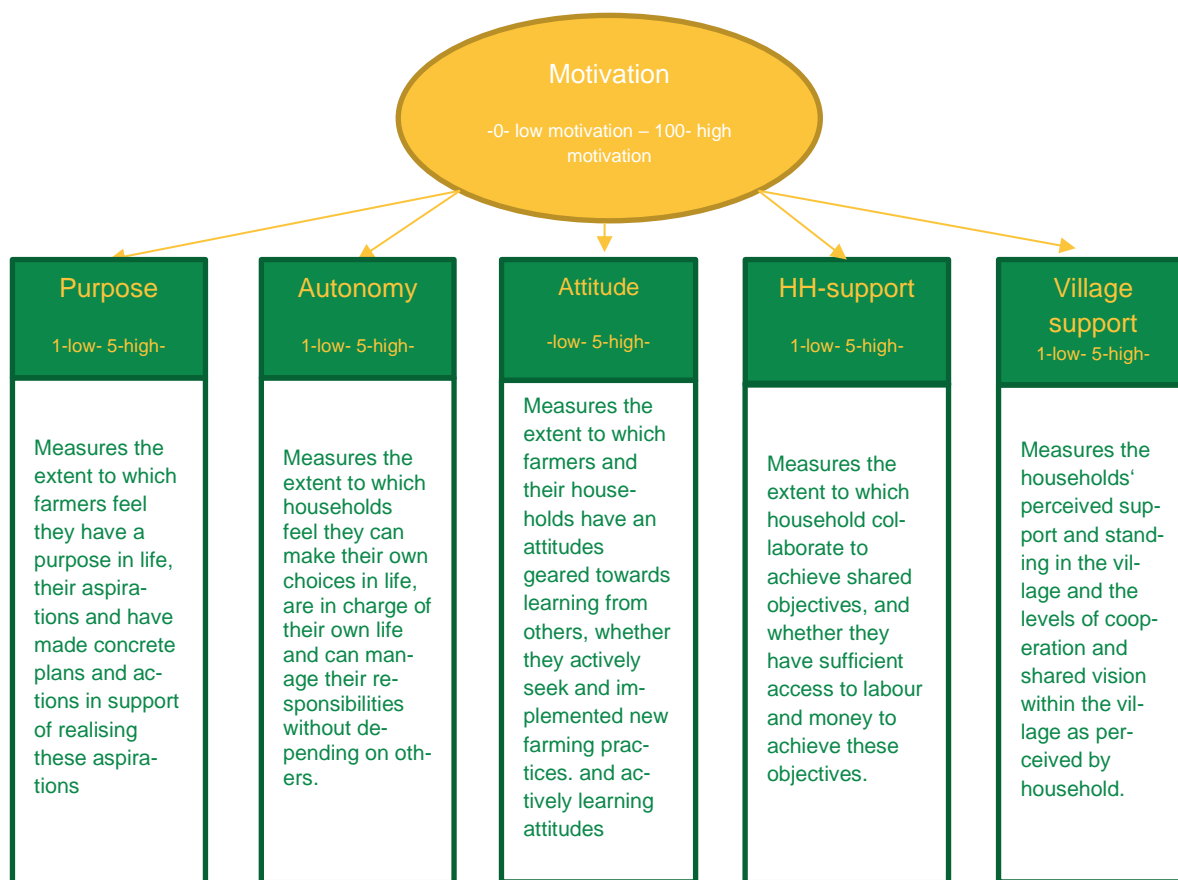 Motivation
-0- low motivation – 100- high
motivation
Purpose
1-low- 5-high-
Measures the
extent to which
farmers feel
they have a
purpose in life,
their aspira-
tions and have
made concrete
plans and ac-
tions in support
of realising
these aspira-
tions
Autonomy
1-low- 5-high-
Measures the
extent to which
households
feel they can
make their own
choices in life,
are in charge of
their own life
and can man-
age their re-
sponsibilities
without de-
pending on oth-
ers.
Attitude
-low- 5-high-
Measures the
extent to which
farmers and
their house-
holds have an
attitudes
geared towards
learning from
others, whether
they actively
seek and im-
plemented new
farming prac-
tices. and ac-
tively learning
attitudes
HH-support
1-low- 5-high-
Measures the
extent to which
household col-
laborate to
achieve shared
objectives, and
whether they
have sufficient
access to labour
and money to
achieve these
objectives.
Village
support
1-low- 5-high-
Measures the
households‘
perceived sup-
port and stand-
ing in the vil-
lage and the
levels of coop-
eration and
shared vision
within the vil-
lage as per-
ceived by
household.